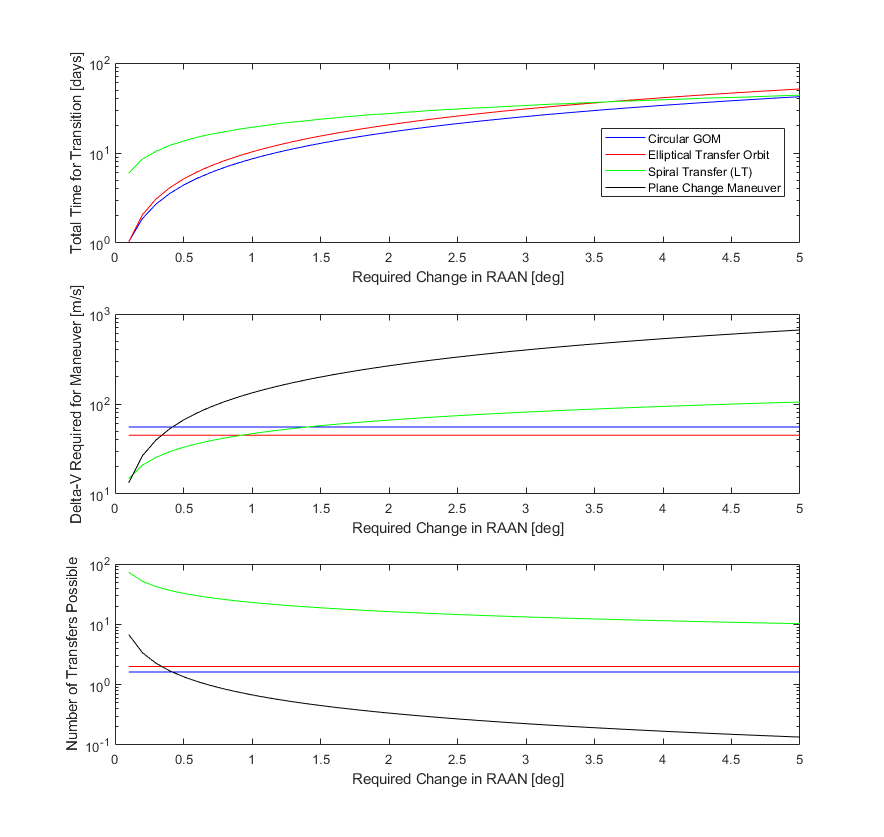 Total Time for Transition [days]
10^2
10^1
10^0
0 0.5 1 1.5 2 2.5 3 3.5 4 4.5 5
Required Change in RAAN [deg]
Circular GOM
Elliptical Transfer Orbit
Spiral Transfer (LT)
Plane Change Maneuver
Delta-V Required for Maneuver [m/s]
10^3
10^2
10^1
0 0.5 1 1.5 2 2.5 3 3.5 4 4.5 5
Required Change in RAAN [deg]
Number of Transfers Possible
10^2
10^1
10^0
10^-1
0 0.5 1 1.5 2 2.5 3 3.5 4 4.5 5
Required Change in RAAN [deg]